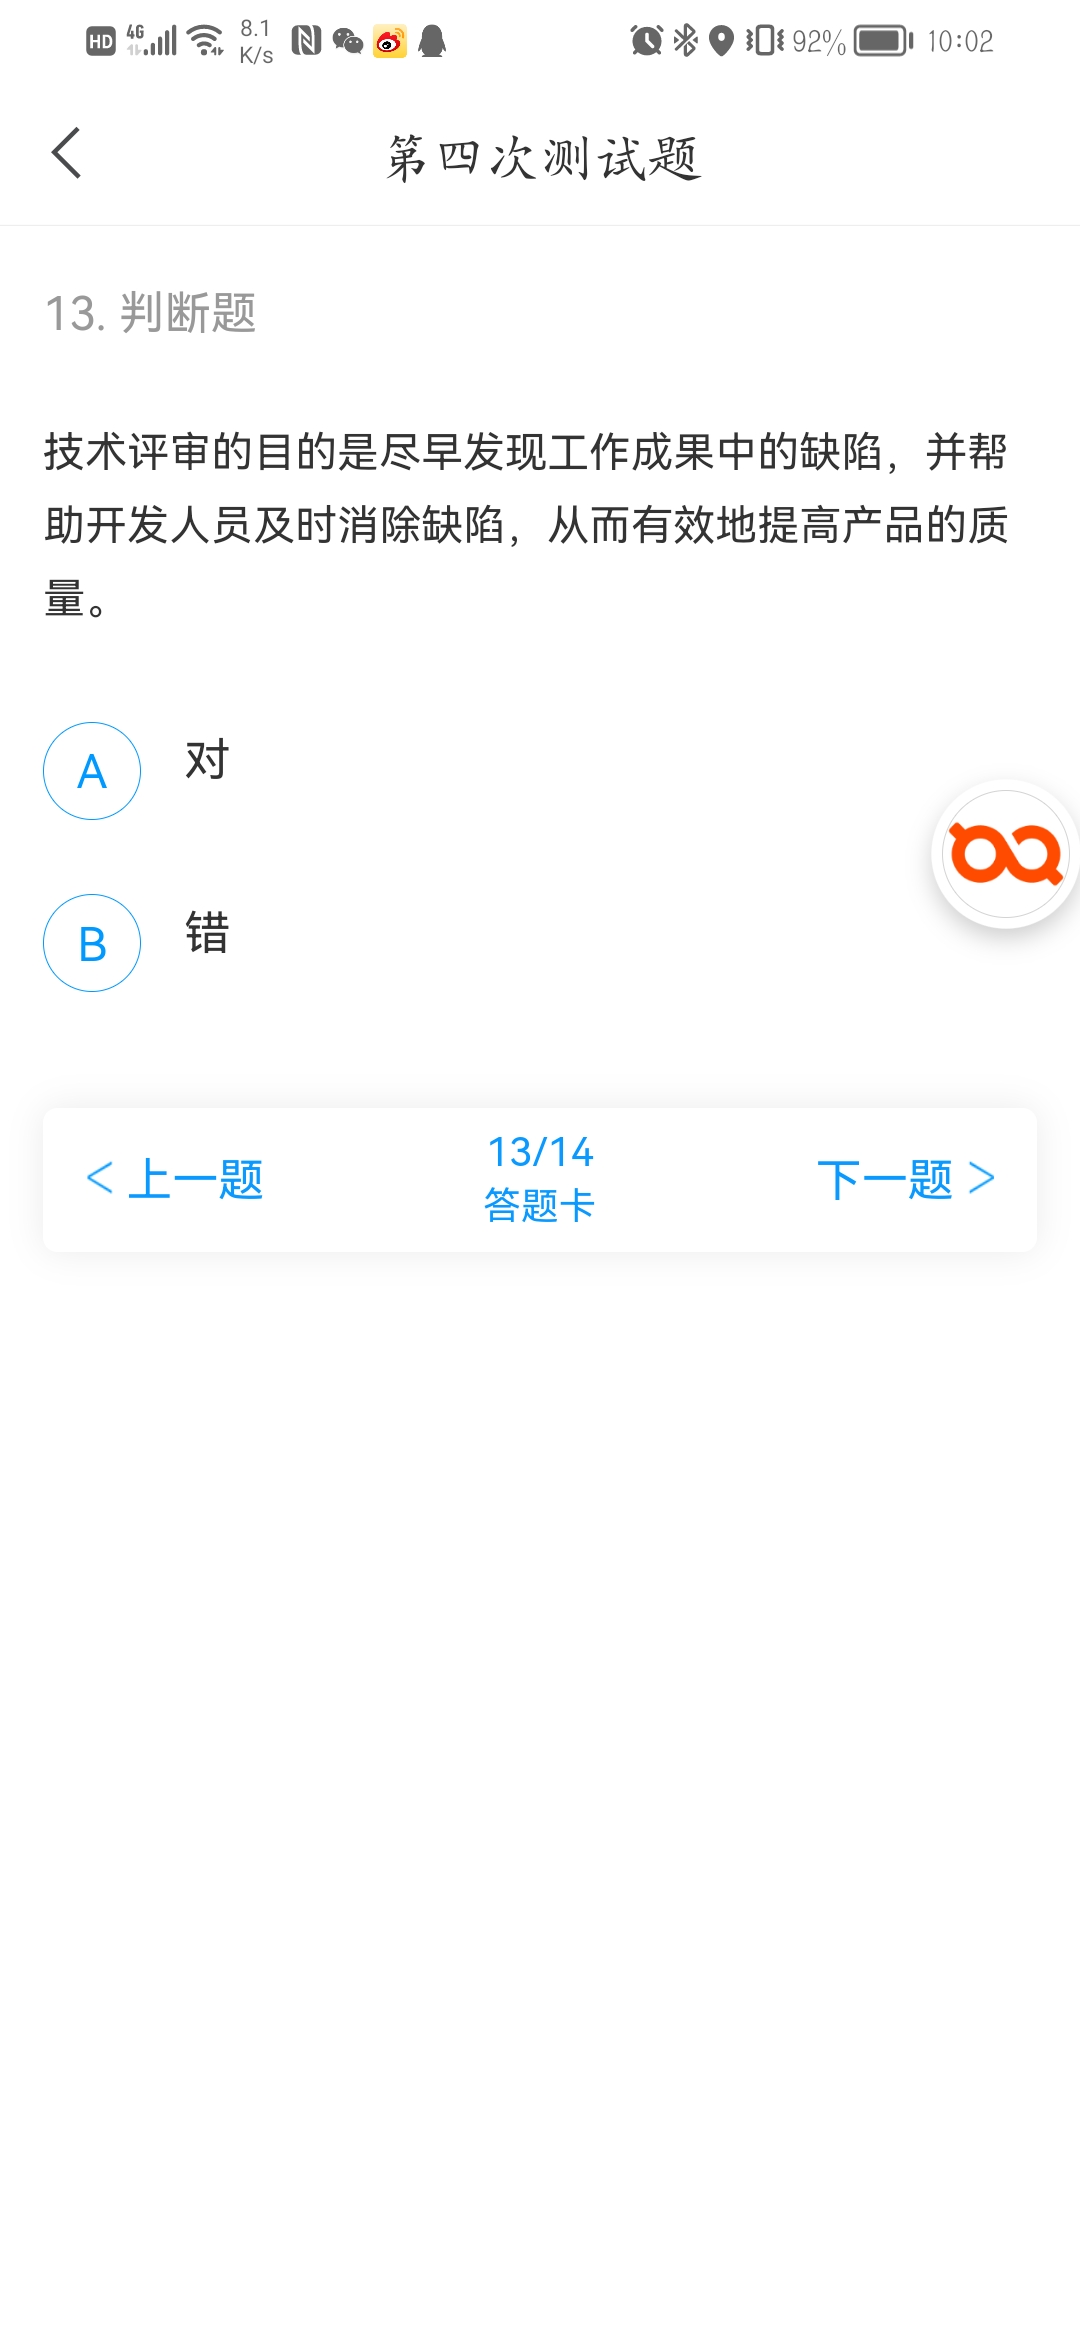 HD 4G 8.1 K/s 92% 10:02
第四次测试题
13. 判断题
技术评审的目的是尽早发现工作成果中的缺陷，并帮
助开发人员及时消除缺陷，从而有效地提高产品的质
量。
A 对
B 错
< 上一题 13/14 下一题 >
答题卡